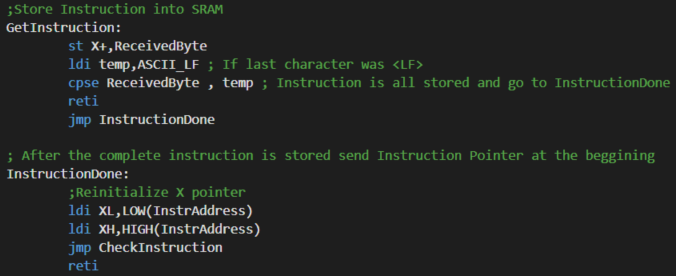 ;Store Instruction into SRAM
GetInstruction:
st X+,ReceivedByte
ldi temp,ASCII_LF ; If last character was <LF>
cpse ReceivedByte , temp ; Instruction is all stored and go to InstructionDone
reti
jmp InstructionDone
; After the complete instruction is stored send Instruction Pointer at the beggining
InstructionDone:
;Reinitialize X pointer
ldi XL,LOW(InstrAddress)
ldi XH,HIGH(InstrAddress)
jmp CheckInstruction
reti